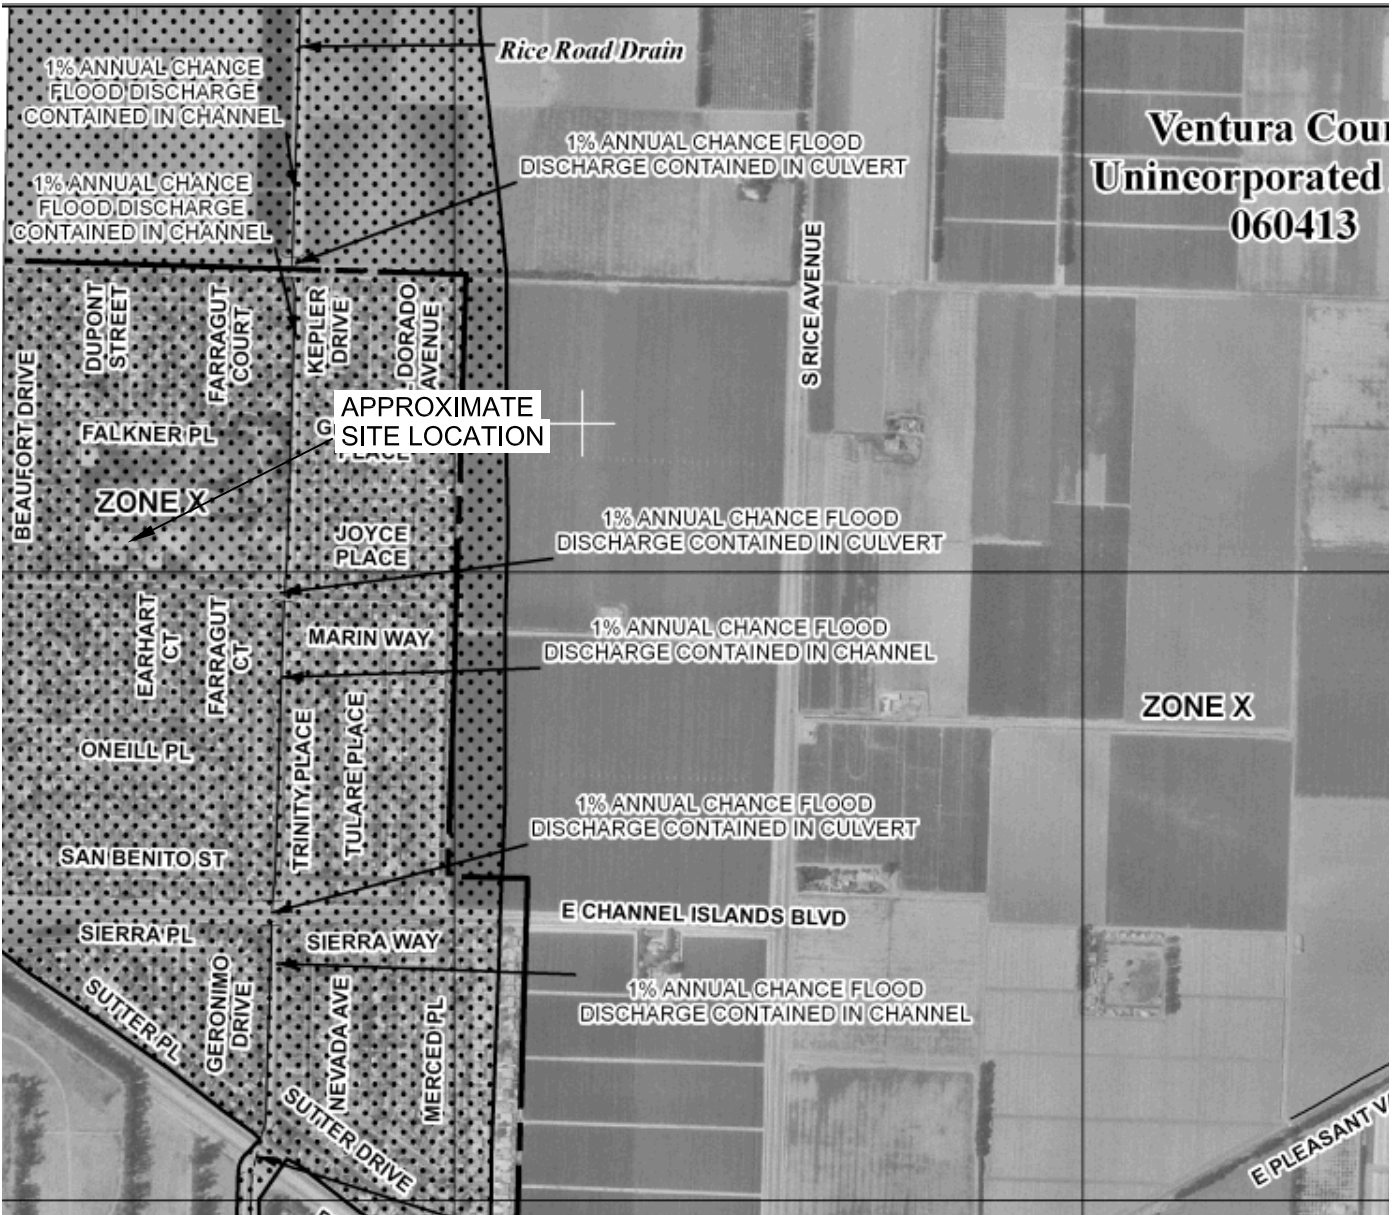 Rice Road Drain
1% ANNUAL CHANCE
FLOOD DISCHARGE
CONTAINED IN CHANNEL
1% ANNUAL CHANCE FLOOD
DISCHARGE CONTAINED IN CULVERT
Ventura
Unincorporated
060413
1% ANNUAL CHANCE
FLOOD DISCHARGE
CONTAINED IN CHANNEL
S RICE AVENUE
DUPONT
STREET
FARRAGUT
COURT
KEPLER
DRIVE
DORADO
AVENUE
BEAUFORT DRIVE
APPROXIMATE
SITE LOCATION
FALKNER PL
PLACE
ZONE X
JOYCE
PLACE
1% ANNUAL CHANCE FLOOD
DISCHARGE CONTAINED IN CULVERT
EARHART
CT
FARRAGUT
CT
MARIN WAY
1% ANNUAL CHANCE FLOOD
DISCHARGE CONTAINED IN CHANNEL
ZONE X
ONEILL PL
TRINITY PLACE
TULARE PLACE
1% ANNUAL CHANCE FLOOD
DISCHARGE CONTAINED IN CULVERT
SAN BENITO ST
E CHANNEL ISLANDS BLVD
SIERRA PL
SIERRA WAY
SUTTER PL
GERONIMO
DRIVE
NEVADA AVE
MERCED PL
1% ANNUAL CHANCE FLOOD
DISCHARGE CONTAINED IN CHANNEL
SUTTER DRIVE
E PLEASANT